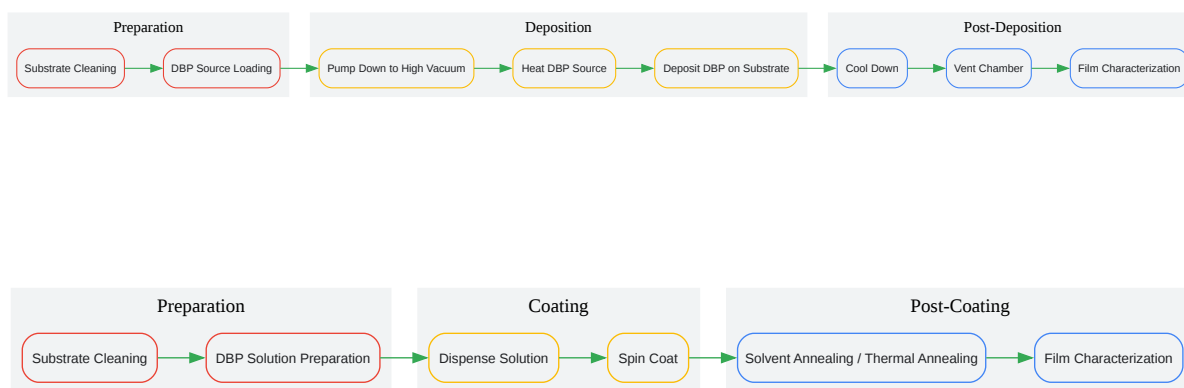 Preparation
Deposition
Post-Deposition
Substrate Cleaning
DBP Source Loading
Pump Down to High Vacuum
Heat DBP Source
Deposit DBP on Substrate
Cool Down
Vent Chamber
Film Characterization
Preparation
Coating
Post-Coating
Substrate Cleaning
DBP Solution Preparation
Dispense Solution
Spin Coat
Solvent Annealing / Thermal Annealing
Film Characterization